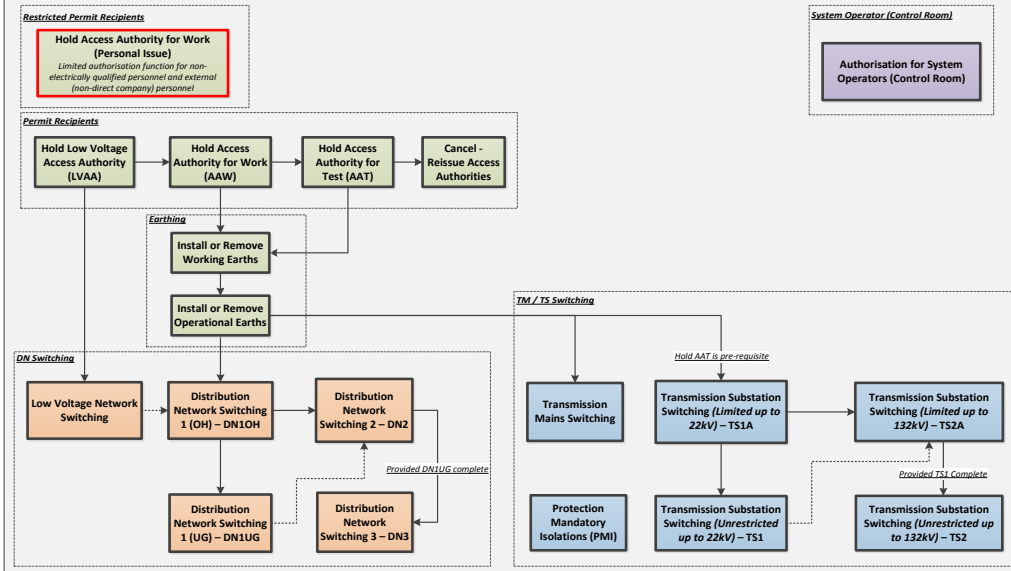 Restricted Permit Recipients
Hold Access Authority for Work
(Personal Issue)
Limited authorisation function for non-
electrically qualified personnel and external
(non-direct company) personnel
System Operator (Control Room)
Authorisation for System
Operators (Control Room)
Permit Recipients
Hold Low Voltage
Access Authority
(LVAA)
Hold Access
Authority for Work
(AAW)
Hold Access
Authority for
Test (AAT)
Cancel -
Reissue Access
Authorities
Earthing
Install or Remove
Working Earths
Install or Remove
Operational Earths
DN Switching
Low Voltage Network
Switching
Distribution
Network Switching
1 (OH) – DN1OH
Distribution
Network
Switching 2 – DN2
Provided DN1UG complete
Distribution
Network Switching
1 (UG) – DN1UG
Distribution
Network
Switching 3 – DN3
TM / TS Switching
Hold AAT is pre-requisite
Transmission
Mains Switching
Transmission Substation
Switching (Limited up to
22kV) – TS1A
Transmission Substation
Switching (Limited up to
132kV) – TS2A
Provided TS1 Complete
Protection
Mandatory
Isolations (PMI)
Transmission Substation
Switching (Unrestricted
up to 22kV) – TS1
Transmission Substation
Switching (Unrestricted up
to 132kV) – TS2